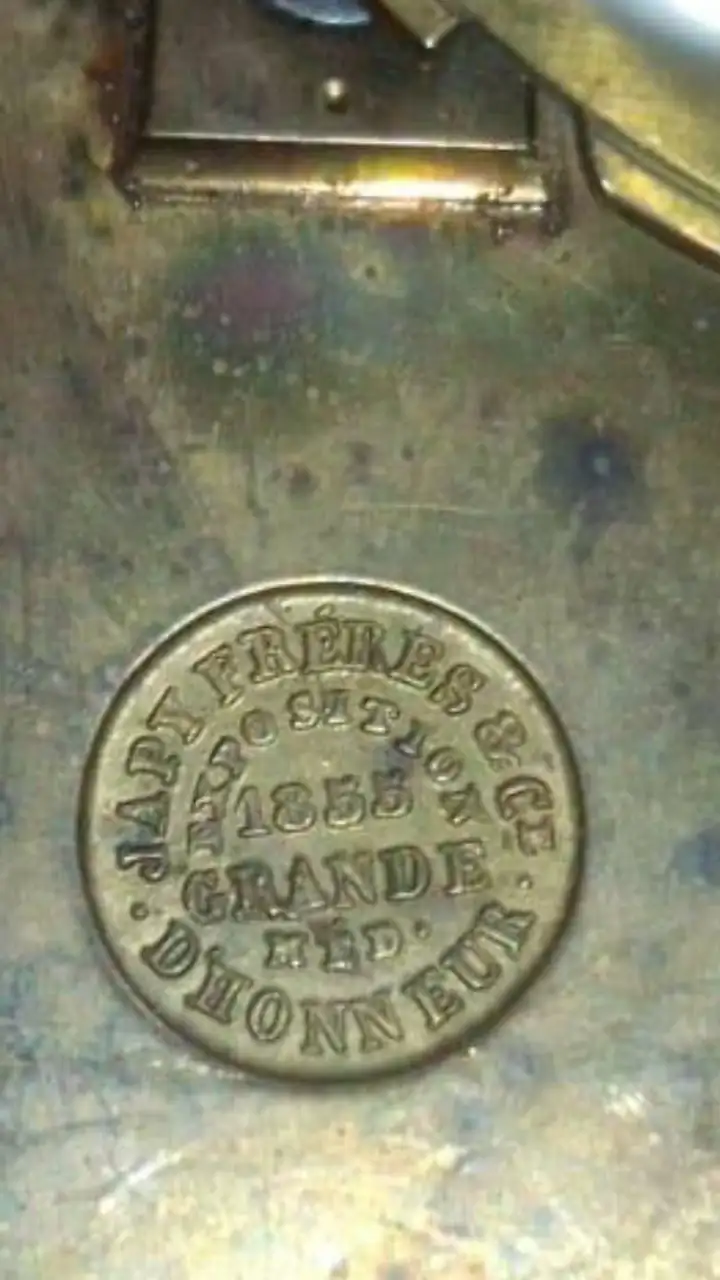 JAPY FRÈRES & CIE
EXPOSITION
1855
GRANDE
MÉD.
D'HONNEUR